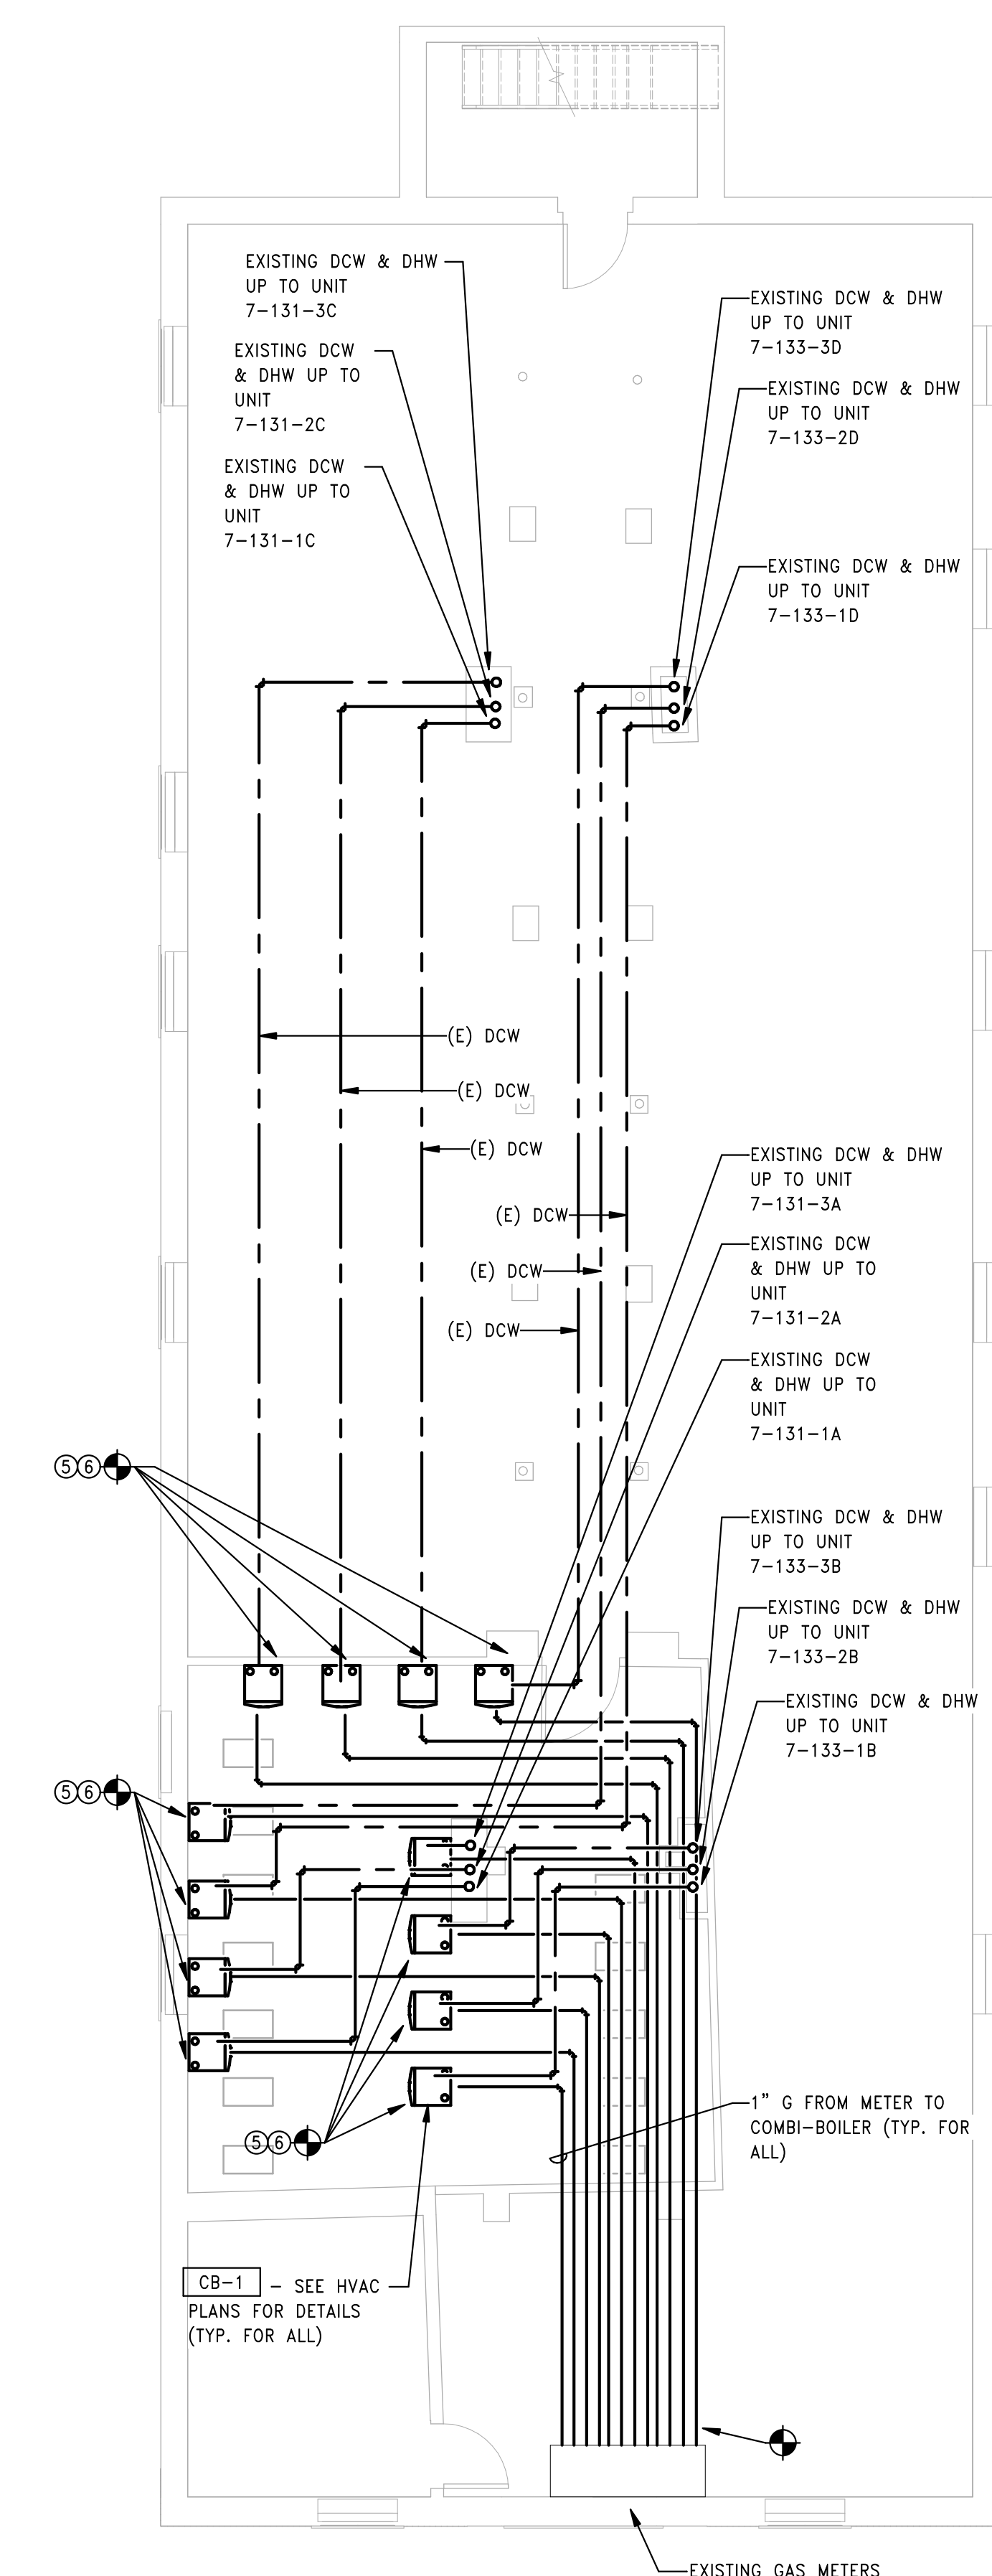 EXISTING DCW & DHW
UP TO UNIT
7-131-3C
EXISTING DCW
& DHW UP TO
UNIT
7-131-2C
EXISTING DCW
& DHW UP TO
UNIT
7-131-1C
EXISTING DCW & DHW
UP TO UNIT
7-133-3D
EXISTING DCW & DHW
UP TO UNIT
7-133-2D
EXISTING DCW & DHW
UP TO UNIT
7-133-1D
(E) DCW
(E) DCW
(E) DCW
(E) DCW
(E) DCW
(E) DCW
EXISTING DCW & DHW
UP TO UNIT
7-131-3A
EXISTING DCW
& DHW UP TO
UNIT
7-131-2A
EXISTING DCW
& DHW UP TO
UNIT
7-131-1A
5 6
EXISTING DCW & DHW
UP TO UNIT
7-133-3B
EXISTING DCW & DHW
UP TO UNIT
7-133-2B
EXISTING DCW & DHW
UP TO UNIT
7-133-1B
5 6
5 6
1" G FROM METER TO
COMBI-BOILER (TYP. FOR
ALL)
CB-1 - SEE HVAC
PLANS FOR DETAILS
(TYP. FOR ALL)
EXISTING GAS METERS